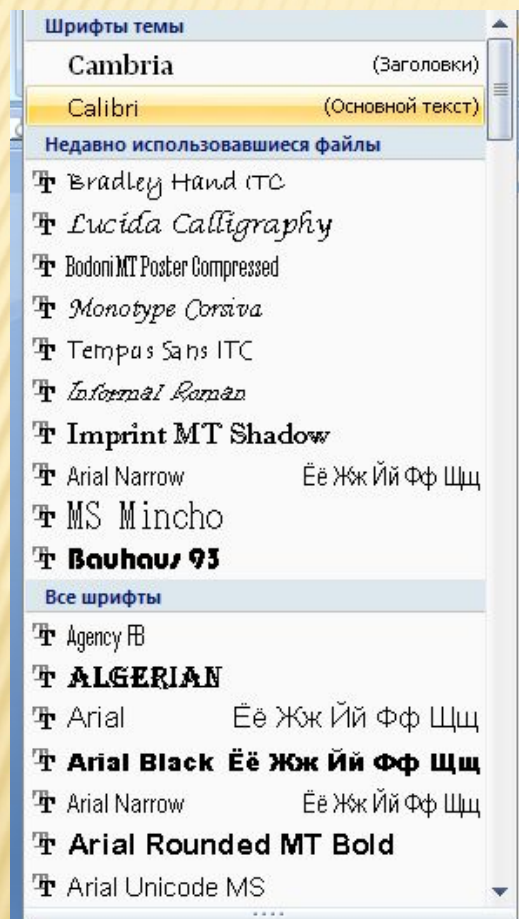 Шрифты темы
Cambria (Заголовки)
Calibri (Основной текст)
Недавно использовавшиеся файлы
Bradley Hand ITC
Lucida Calligraphy
Bodoni MT Poster Compressed
Monotype Corsiva
Tempus Sans ITC
Informal Roman
Imprint MT Shadow
Arial Narrow Ёё Жж Йй Фф Щщ
MS Mincho
Bauhaus 93
Все шрифты
Agency FB
ALGERIAN
Arial Ёё Жж Йй Фф Щщ
Arial Black Ёё Жж Йй Фф Щщ
Arial Narrow Ёё Жж Йй Фф Щщ
Arial Rounded MT Bold
Arial Unicode MS